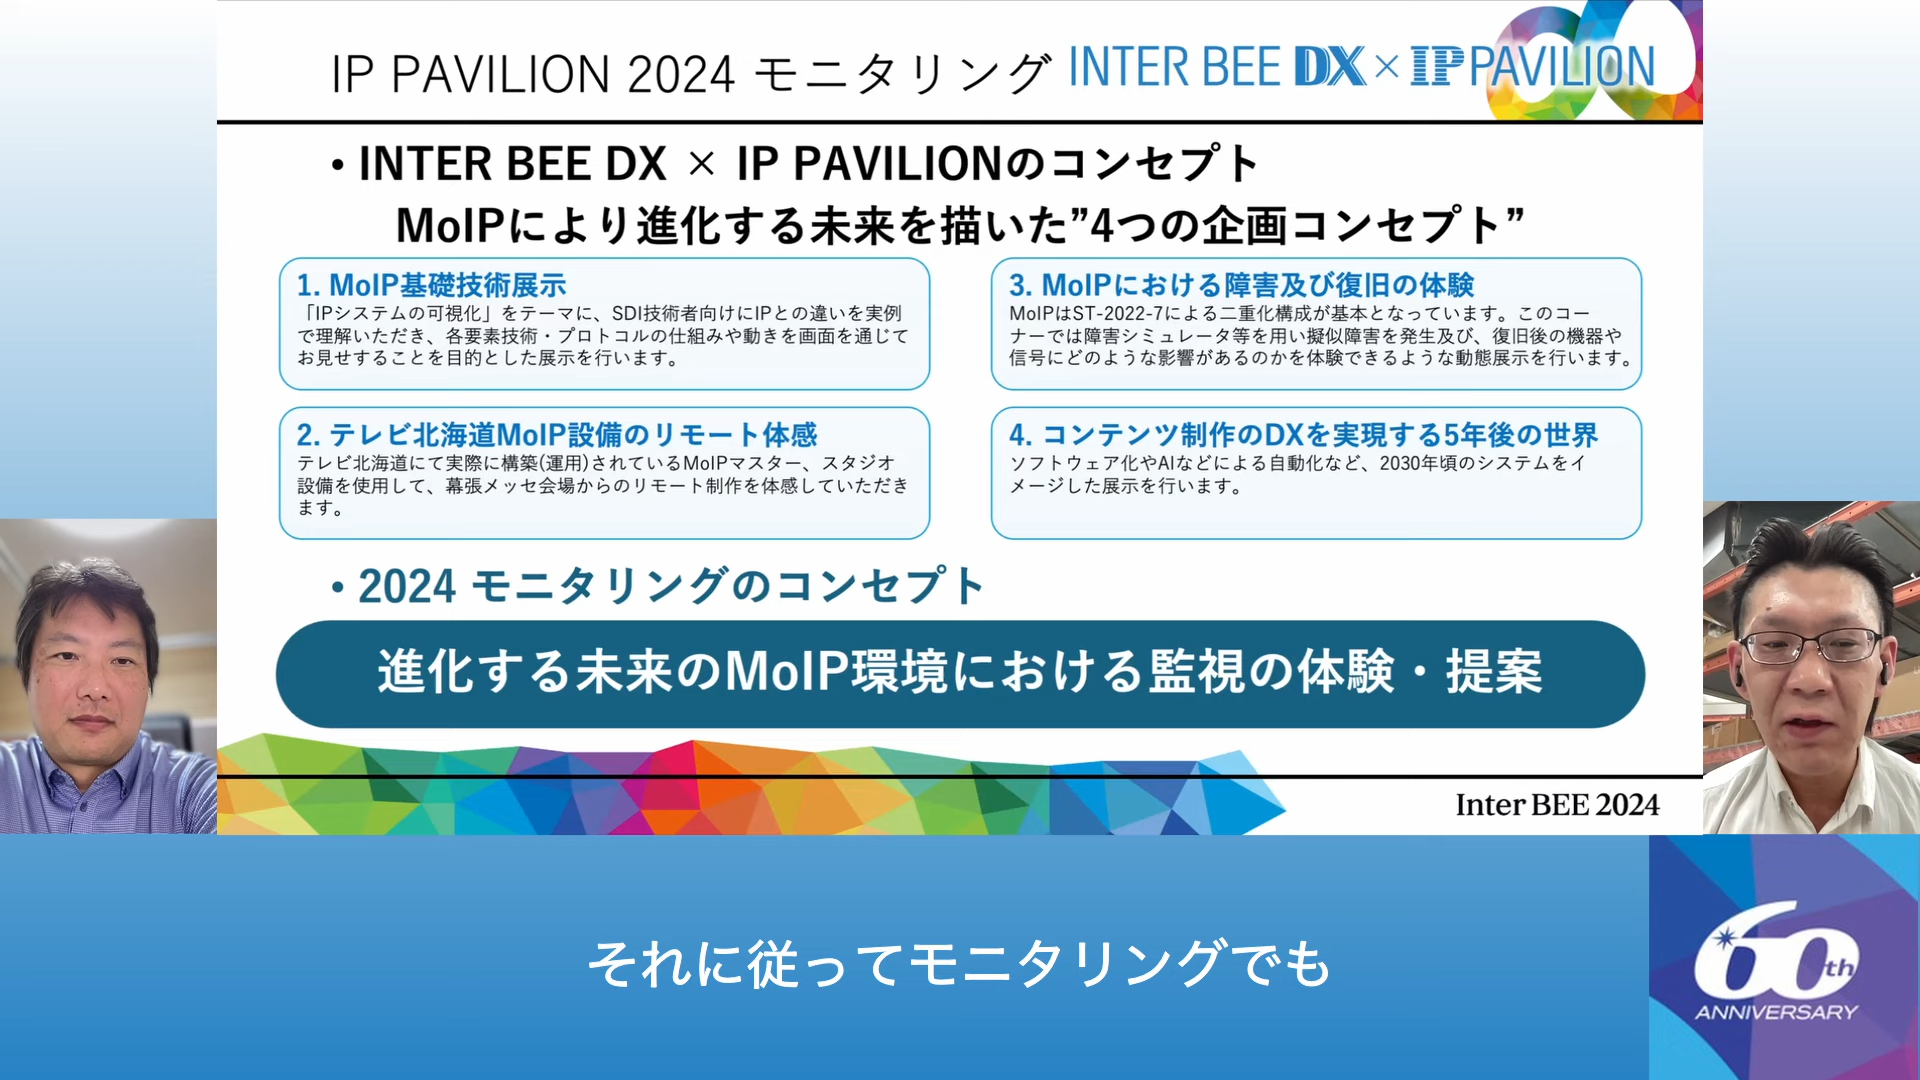 IP PAVILION 2024 モニタリング
INTER BEE DX × IP PAVILION
・INTER BEE DX × IP PAVILIONのコンセプト
MoIPにより進化する未来を描いた”4つの企画コンセプト”
1. MoIP基礎技術展示
「IPシステムの可視化」をテーマに、SDI技術者向けにIPとの違いを実例
で理解いただき、各要素技術・プロトコルの仕組みや動きを画面を通じて
お見せすることを目的とした展示を行います。
2. テレビ北海道MoIP設備のリモート体感
テレビ北海道にて実際に構築(運用)されているMoIPマスター、スタジオ
設備を使用して、幕張メッセ会場からのリモート制作を体感していただき
ます。
3. MoIPにおける障害及び復旧の体験
MoIPはST-2022-7による二重化構成が基本となっています。このコー
ナーでは障害シミュレータ等を用い擬似障害を発生及び、復旧後の機器や
信号にどのような影響があるのかを体験できるような動態展示を行います。
4. コンテンツ制作のDXを実現する5年後の世界
ソフトウェア化やAIなどによる自動化など、2030年頃のシステムをイ
メージした展示を行います。
・2024 モニタリングのコンセプト
進化する未来のMoIP環境における監視の体験・提案
Inter BEE 2024
それに従ってモニタリングでも
60th
ANNIVERSARY